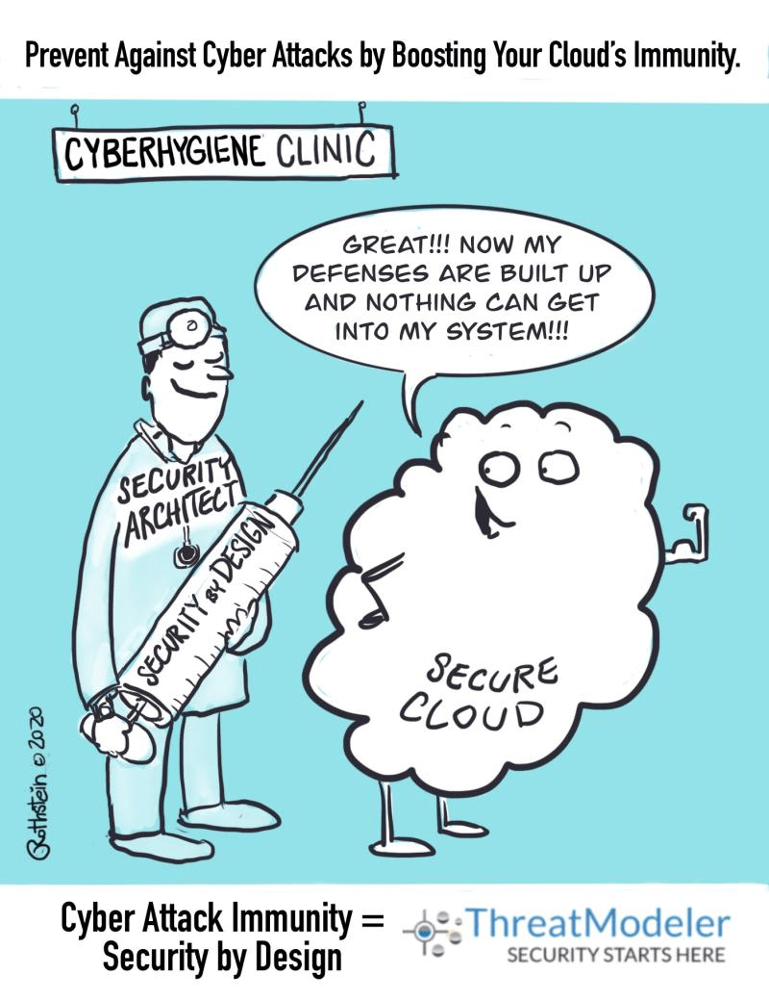 Prevent Against Cyber Attacks by Boosting Your Cloud's Immunity.
CYBERHYGIENE CLINIC
GREAT!!! NOW MY
DEFENSES ARE BUILT UP
AND NOTHING CAN GET
INTO MY SYSTEM!!!
SECURITY
ARCHITECT
SECURITY BY DESIGN
SECURE
CLOUD
Rothstein © 2020
Cyber Attack Immunity =
Security by Design
ThreatModeler
SECURITY STARTS HERE